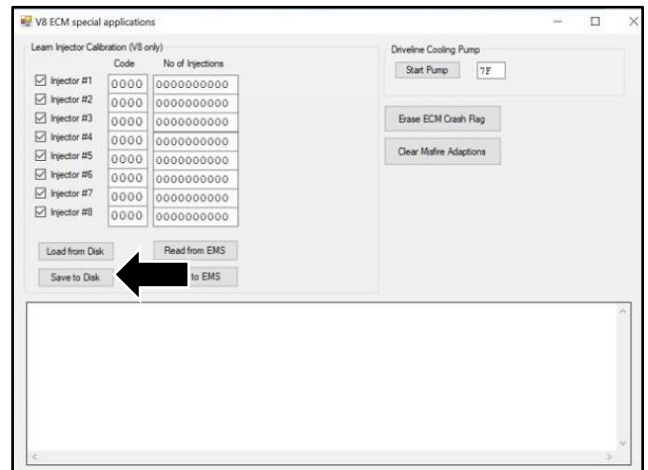 V8 ECM special applications
Learn Injector Calibration (V8 only)
Code No of Injections
Injector #1 0000 0000000000
Injector #2 0000 0000000000
Injector #3 0000 0000000000
Injector #4 0000 0000000000
Injector #5 0000 0000000000
Injector #6 0000 0000000000
Injector #7 0000 0000000000
Injector #8 0000 0000000000
Load from Disk Read from EMS
Save to Disk to EMS
Driveline Cooling Pump
Start Pump 7F
Erase ECM Crash Flag
Clear Misfire Adaptions